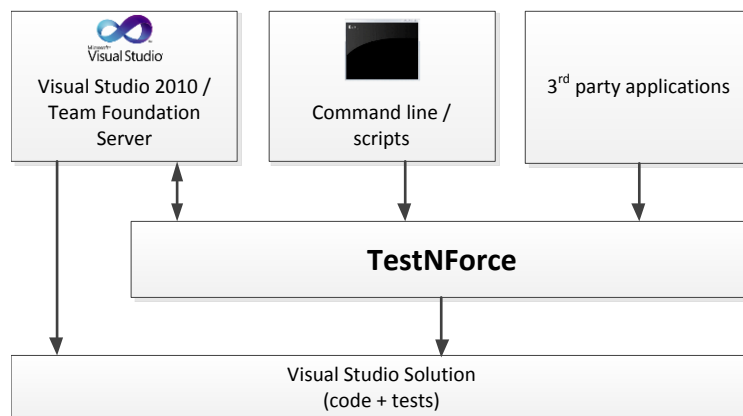 Microsoft
Visual Studio
Visual Studio 2010 /
Team Foundation
Server
Command line /
scripts
3rd party applications
TestNForce
Visual Studio Solution
(code + tests)